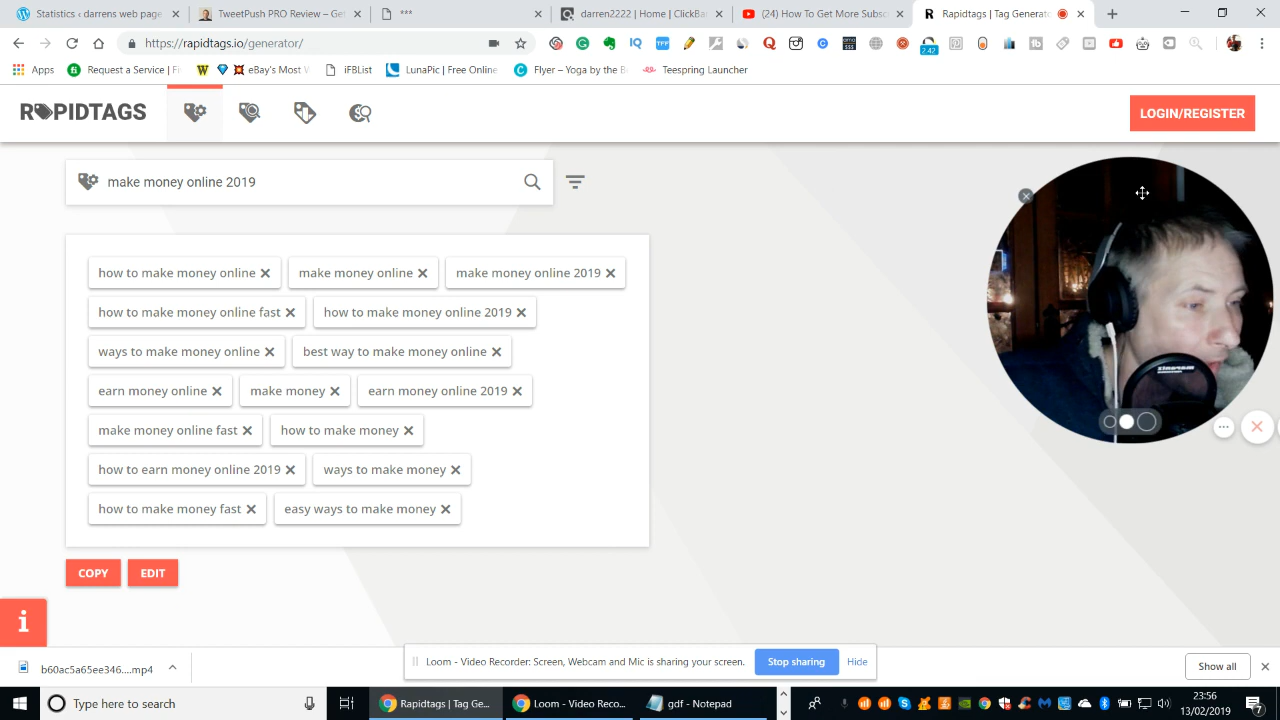 Statistics ‹ darrens web page
TweetPush PRO Review – Get
***
darren2222 | Home | ClickBa
(24) How To Get More Subsc
Rapidtags | Tag Generato
https://rapidtags.io/generator/
2.42
Apps
Request a Service | Fi
eBay's Most W
iFBList
LunaPic | Free Online
Flyer – Yoga by the B
Teespring Launcher
RAPIDTAGS
LOGIN/REGISTER
make money online 2019
how to make money online
make money online
make money online 2019
how to make money online fast
how to make money online 2019
ways to make money online
best way to make money online
earn money online
make money
earn money online 2019
make money online fast
how to make money
how to earn money online 2019
ways to make money
how to make money fast
easy ways to make money
COPY
EDIT
i
Loom - Video Recorder: Screen, Webcam and Mic is sharing your screen.
Stop sharing
Hide
b60ac5a65ee346....mp4
Show all
Type here to search
Rapidtags | Tag Ge...
Loom - Video Reco...
gdf - Notepad
23:56
13/02/2019
7